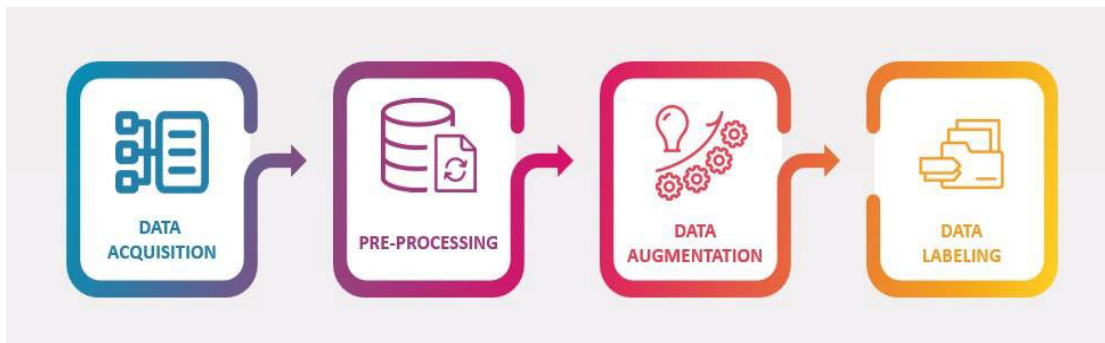 DATA
ACQUISITION
PRE-PROCESSING
DATA
AUGMENTATION
DATA
LABELING